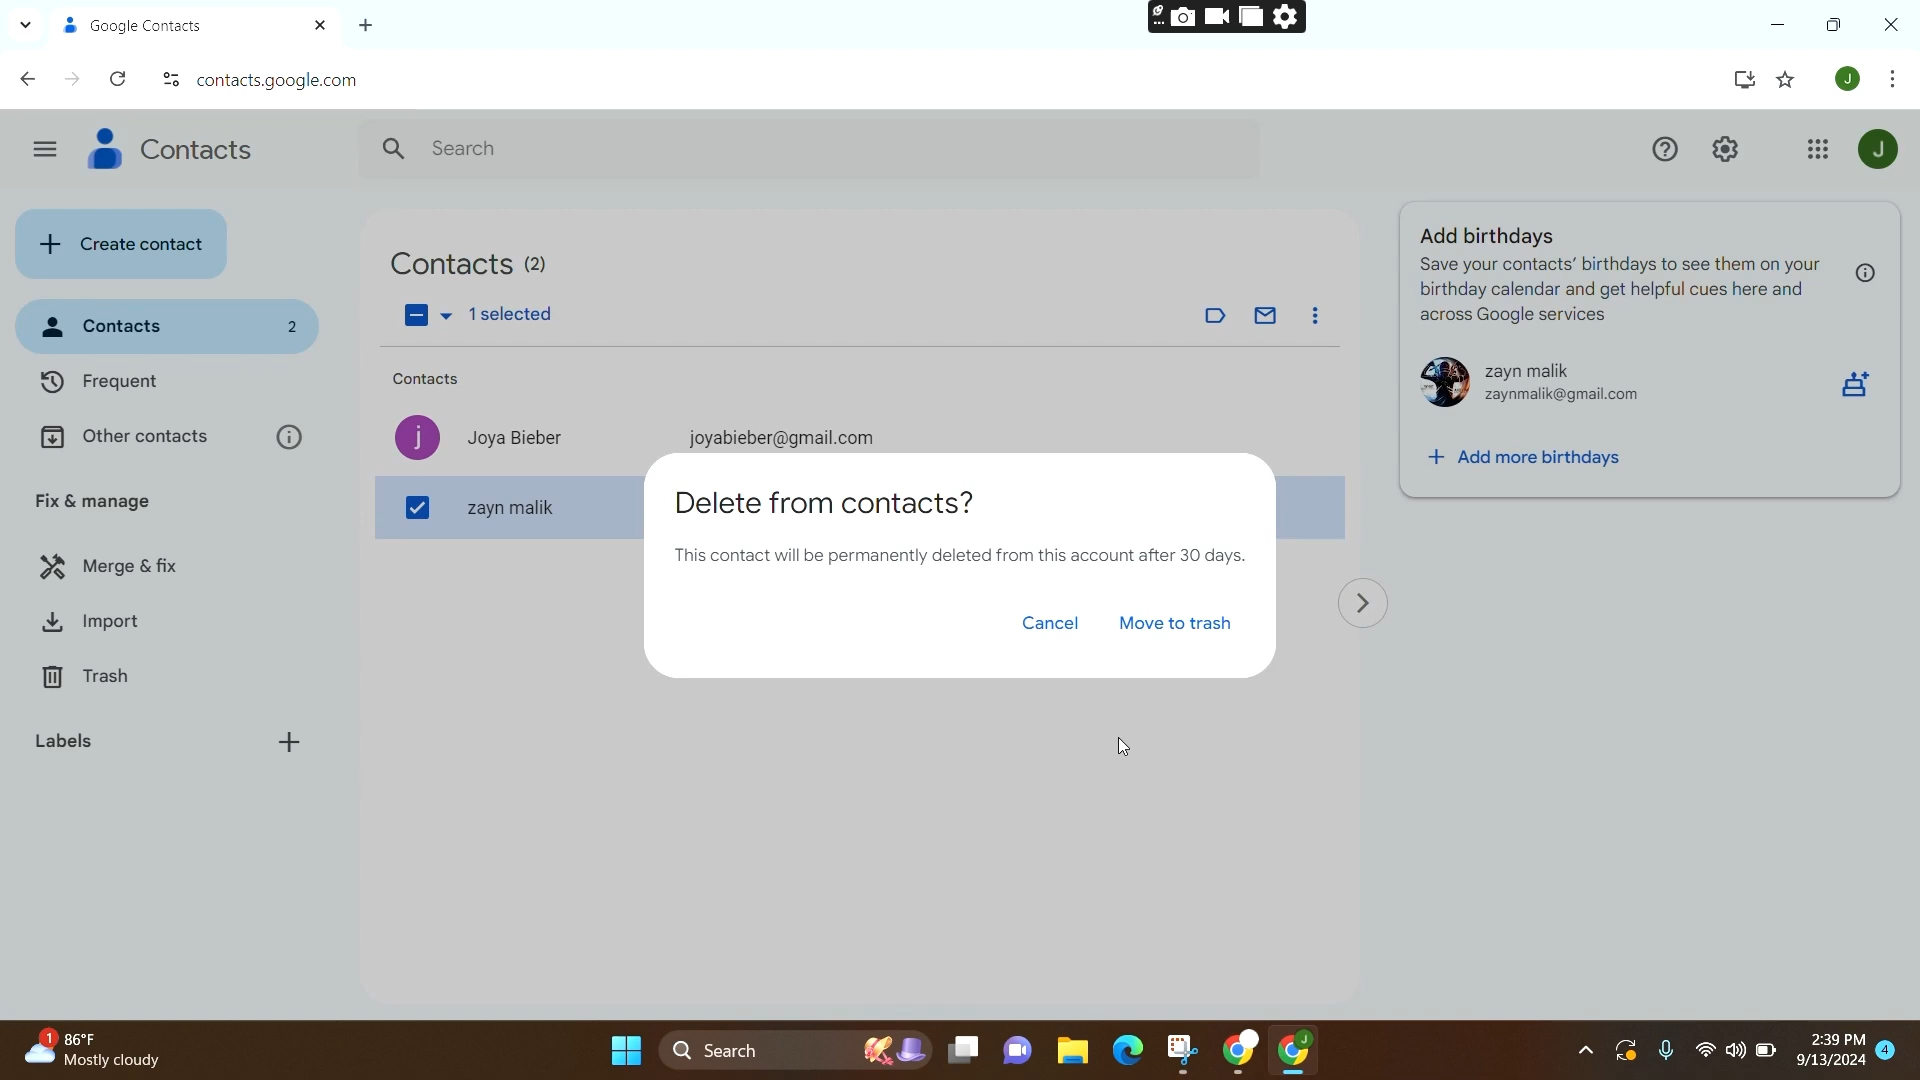 Google Contacts
contacts.google.com
J
Contacts
Search
J
Create contact
Contacts 2
Frequent
Other contacts
Fix & manage
Merge & fix
Import
Trash
Labels
Contacts (2)
1 selected
Contacts
j Joya Bieber joyabieber@gmail.com
zayn malik
Delete from contacts?
This contact will be permanently deleted from this account after 30 days.
Cancel Move to trash
Add birthdays
Save your contacts' birthdays to see them on your
birthday calendar and get helpful cues here and
across Google services
zayn malik
zaynmalik@gmail.com
Add more birthdays
1 86°F
Mostly cloudy
Search
J
2:39 PM
9/13/2024
4